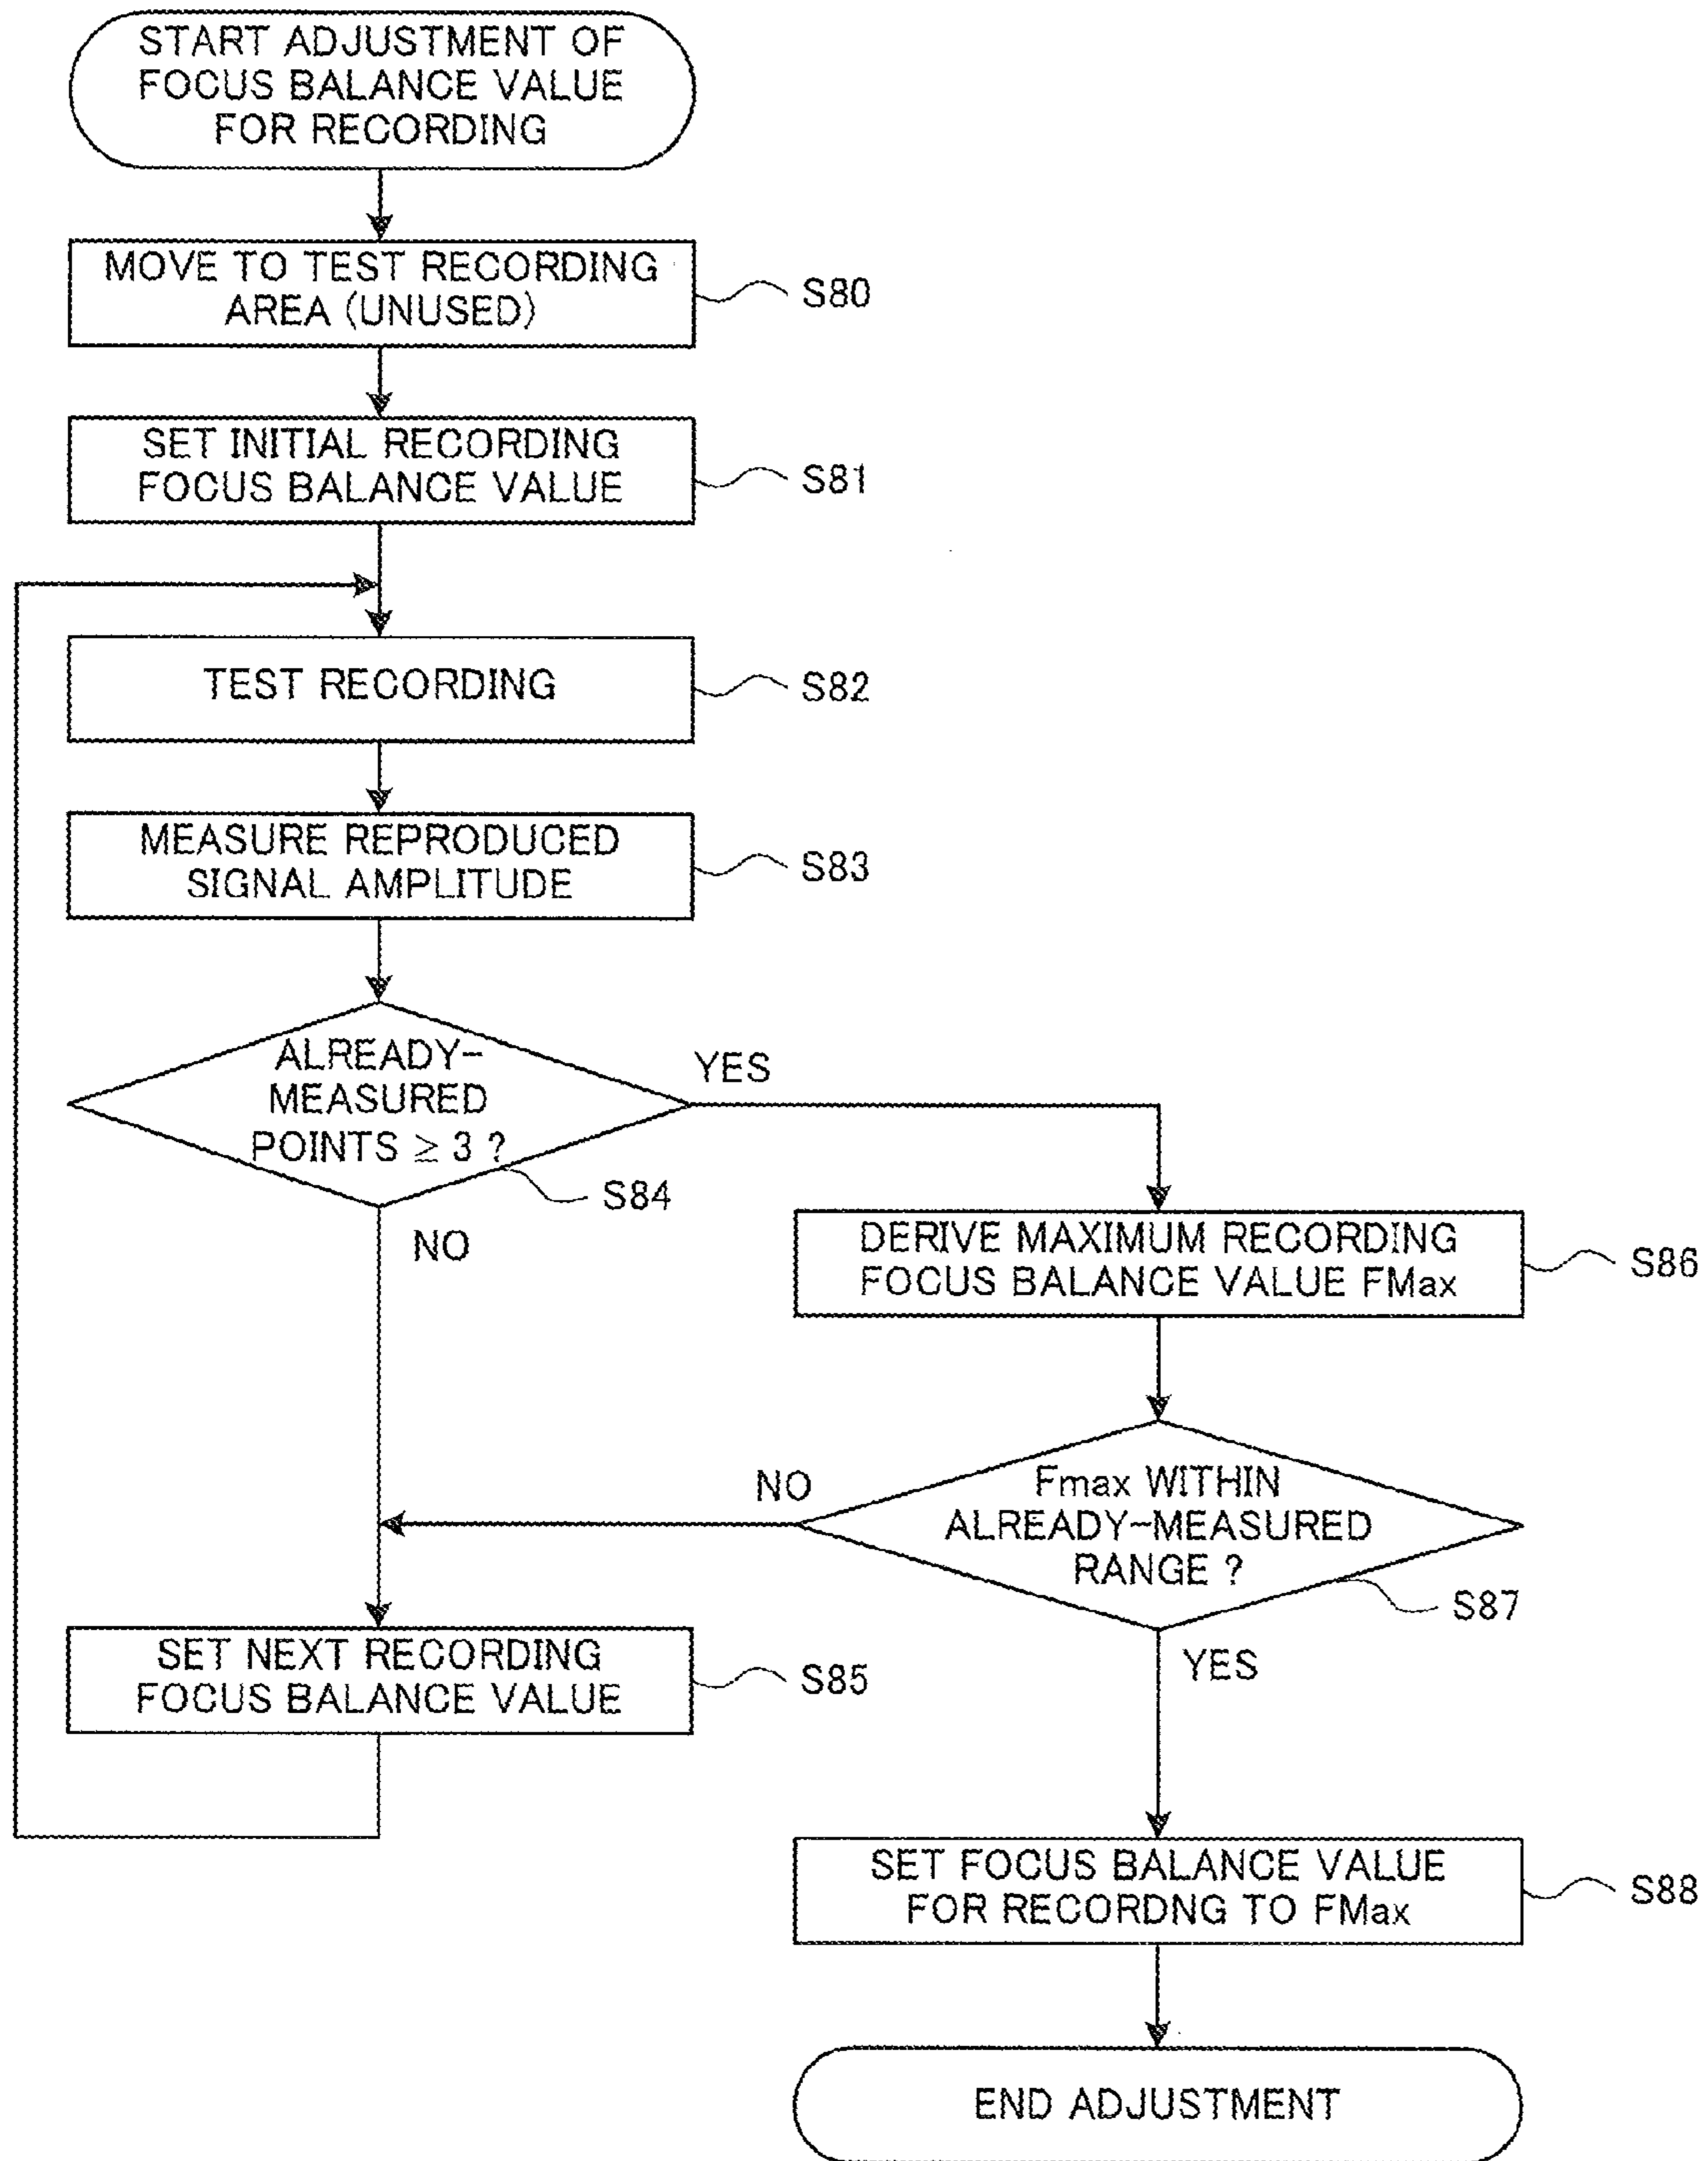 START ADJUSTMENT OF
FOCUS BALANCE VALUE
FOR RECORDING
MOVE TO TEST RECORDING
AREA (UNUSED)
S80
SET INITIAL RECORDING
FOCUS BALANCE VALUE
S81
TEST RECORDING
S82
MEASURE REPRODUCED
SIGNAL AMPLITUDE
S83
ALREADY-
MEASURED
POINTS ≥ 3 ?
YES
S84
NO
DERIVE MAXIMUM RECORDING
FOCUS BALANCE VALUE FMax
S86
Fmax WITHIN
ALREADY-MEASURED
RANGE ?
NO
S87
YES
SET NEXT RECORDING
FOCUS BALANCE VALUE
S85
SET FOCUS BALANCE VALUE
FOR RECORDNG TO FMax
S88
END ADJUSTMENT